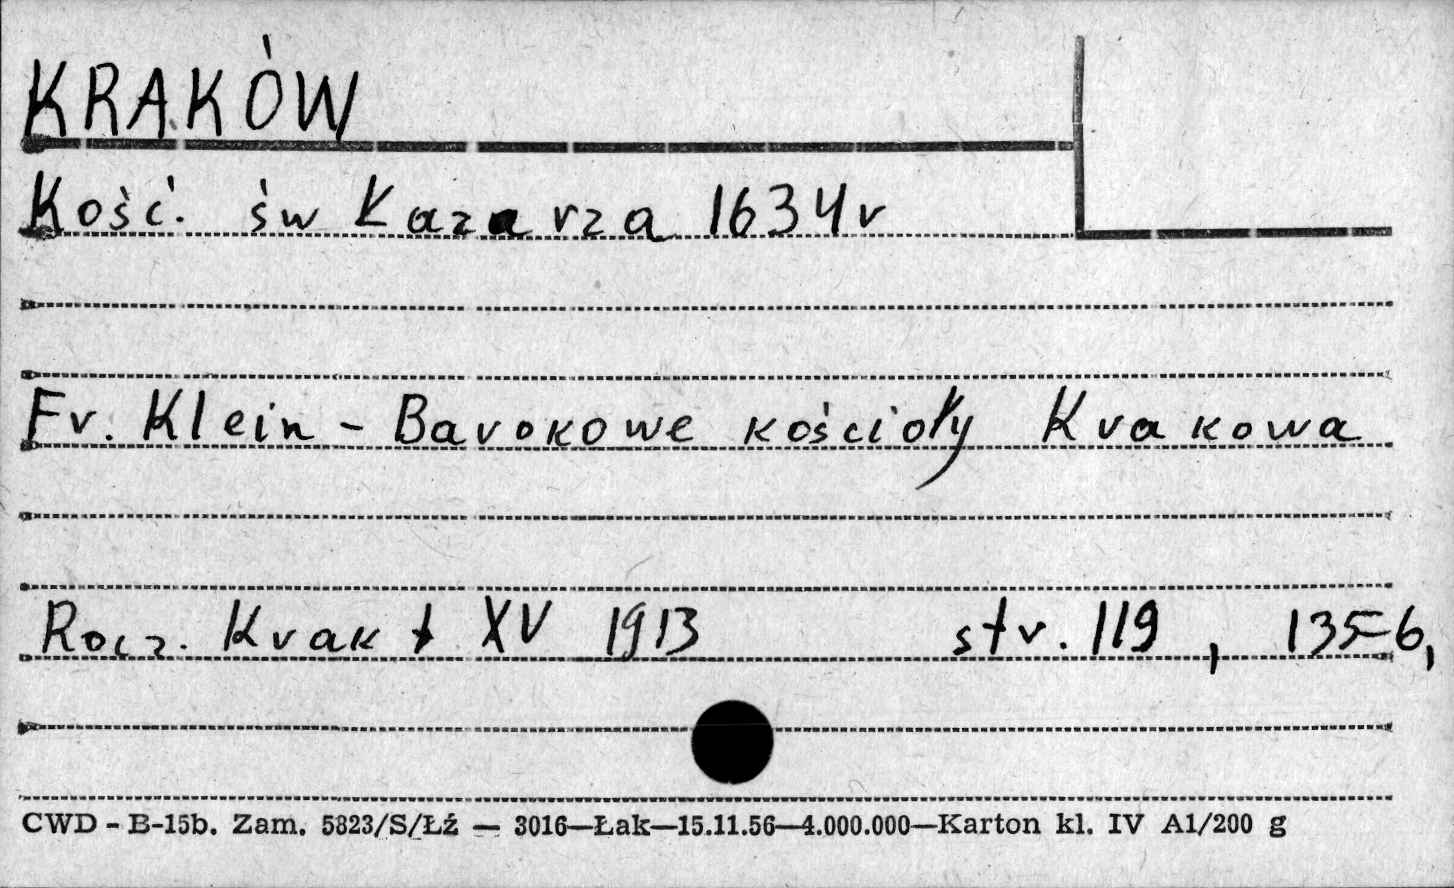 KRAKÓW
Kość. św Łazarza 1634r
Fr. Klein - Barokowe kościoły Krakowa
Rocz. Krak t XV 1913 str. 119, 135-6,
CWD - B-15b. Zam. 5823/S/Łź — 3016—Łak—15.11.56—4.000.000—Karton kl. IV A1/200 g